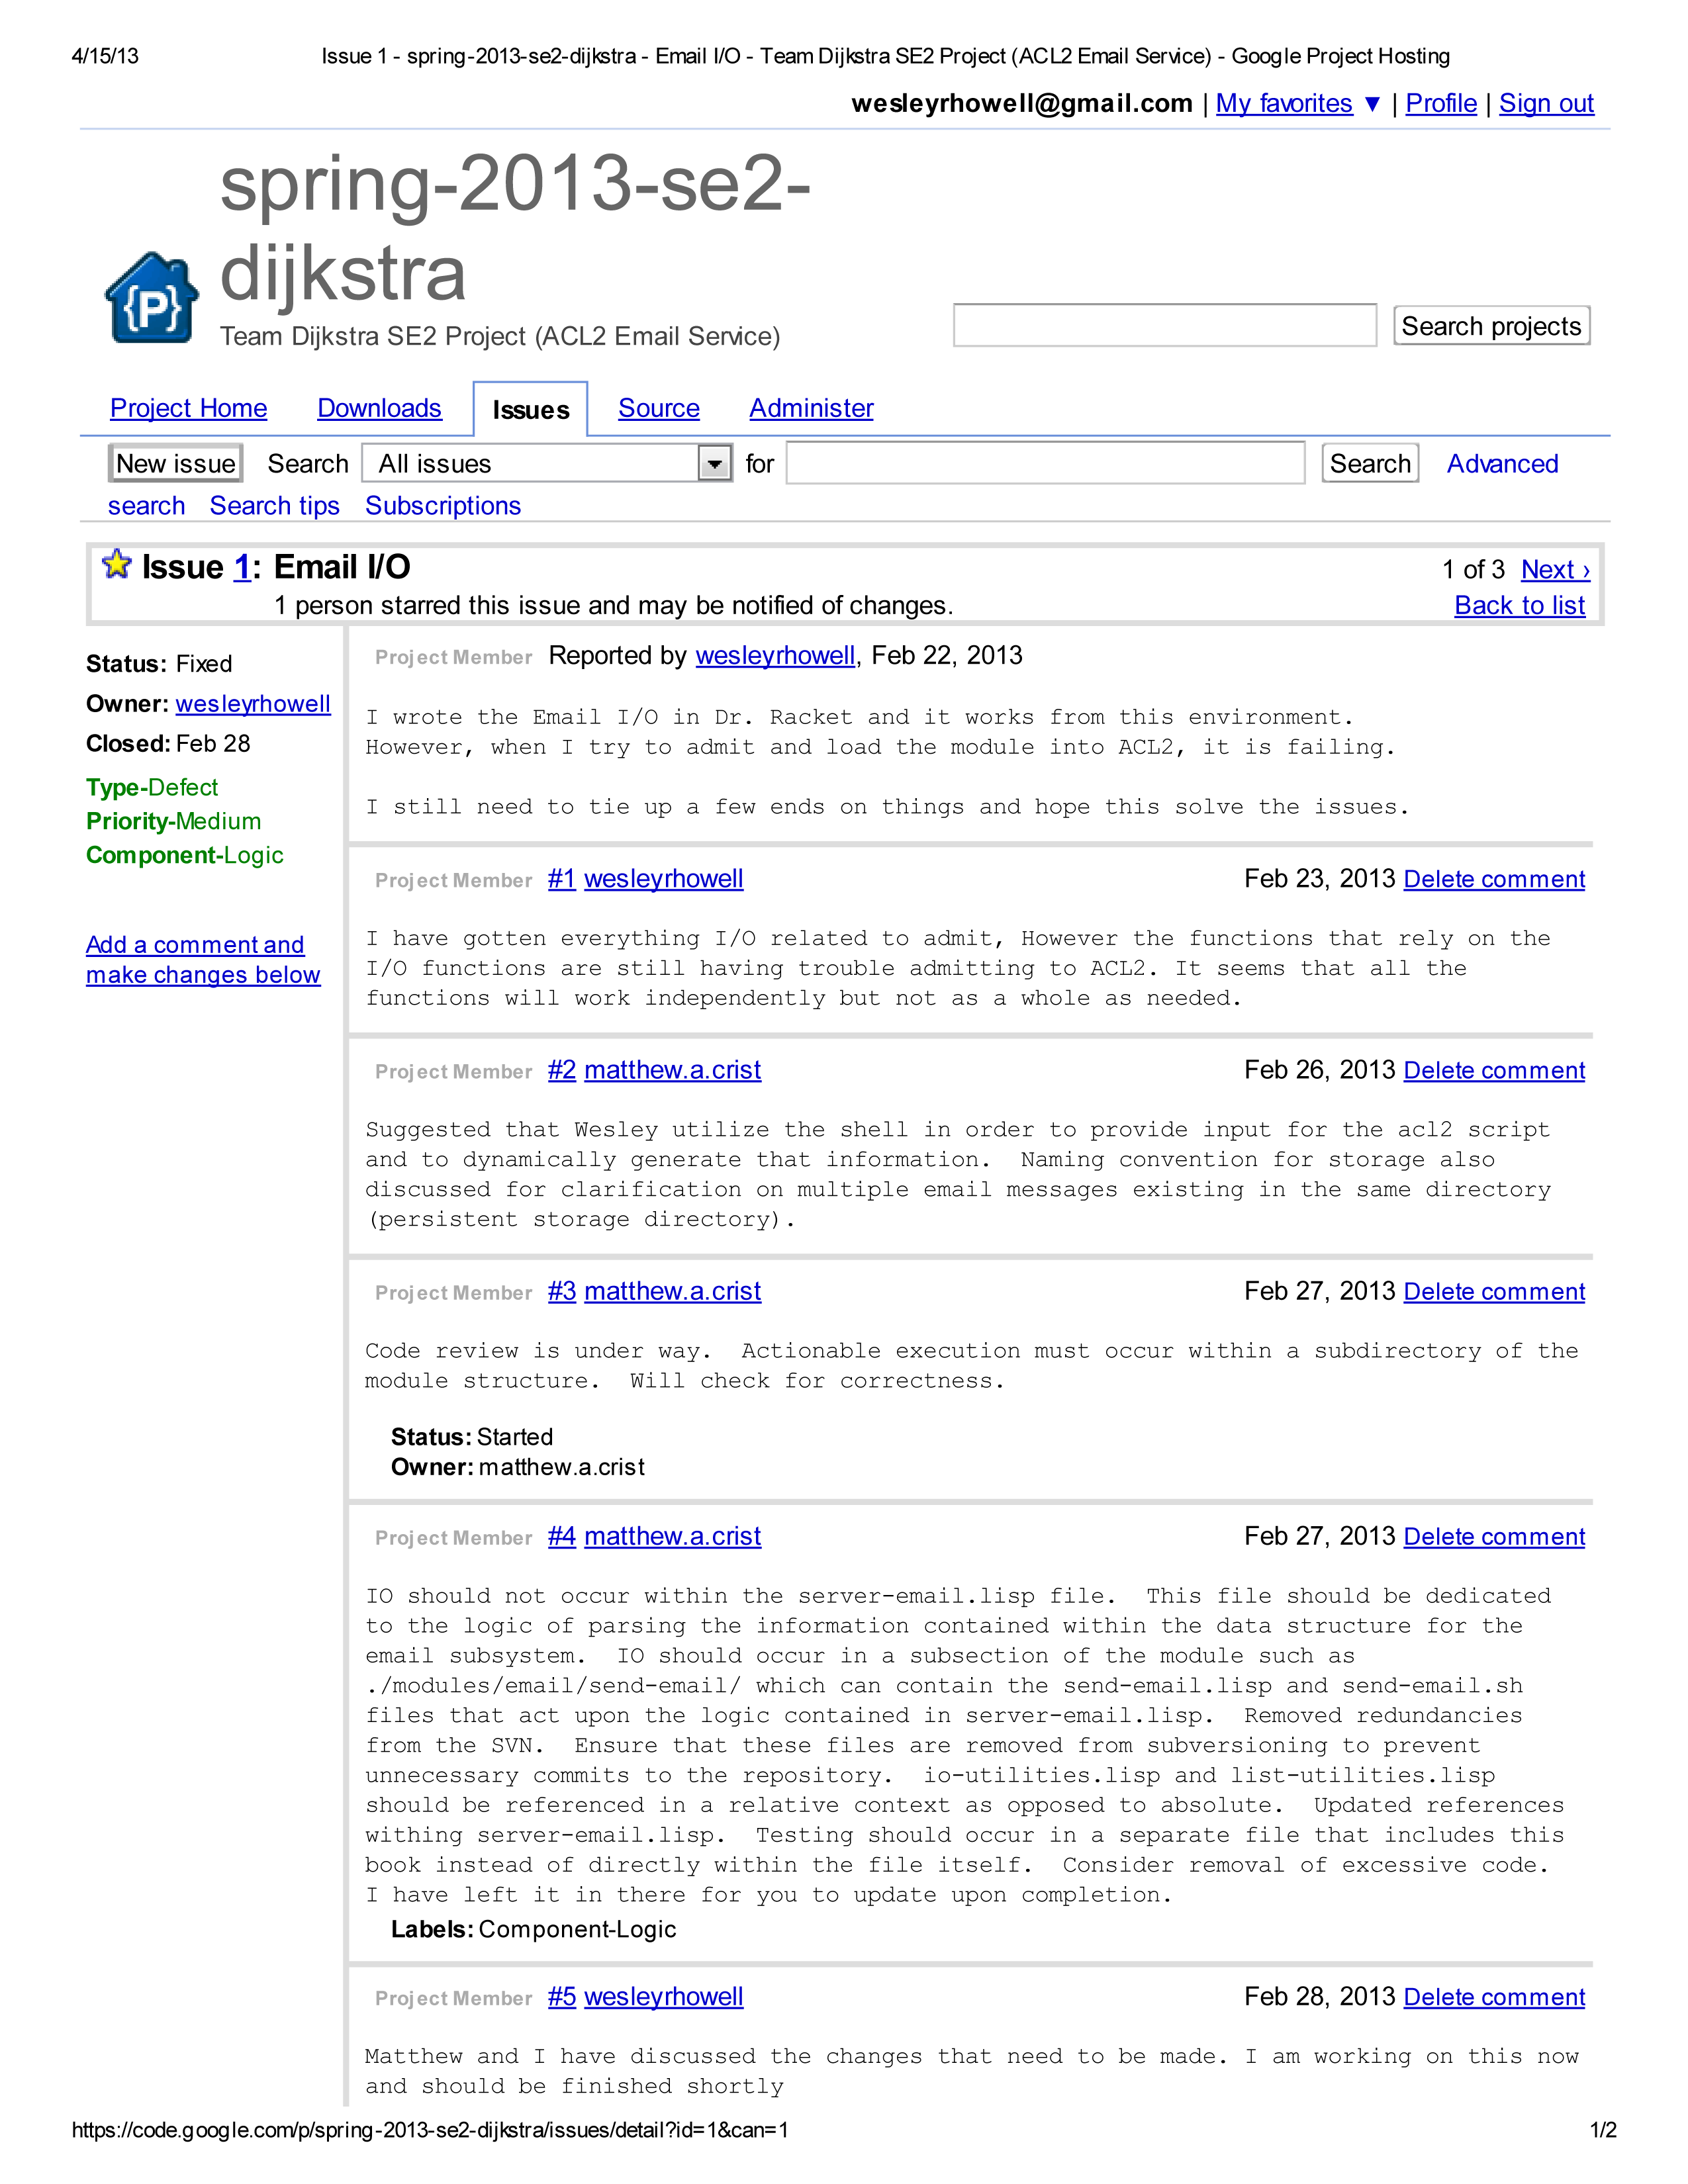 4/15/13 Issue 1 - spring-2013-se2-dijkstra - Email I/O - Team Dijkstra SE2 Project (ACL2 Email Service) - Google Project Hosting
wesleyrhowell@gmail.com | My favorites ▼ | Profile | Sign out
spring-2013-se2-
dijkstra
{P}
Team Dijkstra SE2 Project (ACL2 Email Service)
Search projects
Project Home Downloads Issues Source Administer
New issue Search All issues for Search Advanced
search Search tips Subscriptions
Issue 1: Email I/O 1 of 3 Next ›
1 person starred this issue and may be notified of changes. Back to list
Status: Fixed
Owner: wesleyrhowell
Closed: Feb 28
Type-Defect
Priority-Medium
Component-Logic
Add a comment and
make changes below
Project Member Reported by wesleyrhowell, Feb 22, 2013
I wrote the Email I/O in Dr. Racket and it works from this environment.
However, when I try to admit and load the module into ACL2, it is failing.
I still need to tie up a few ends on things and hope this solve the issues.
Project Member #1 wesleyrhowell Feb 23, 2013 Delete comment
I have gotten everything I/O related to admit, However the functions that rely on the
I/O functions are still having trouble admitting to ACL2. It seems that all the
functions will work independently but not as a whole as needed.
Project Member #2 matthew.a.crist Feb 26, 2013 Delete comment
Suggested that Wesley utilize the shell in order to provide input for the acl2 script
and to dynamically generate that information.  Naming convention for storage also
discussed for clarification on multiple email messages existing in the same directory
(persistent storage directory).
Project Member #3 matthew.a.crist Feb 27, 2013 Delete comment
Code review is under way.  Actionable execution must occur within a subdirectory of the
module structure.  Will check for correctness.
Status: Started
Owner: matthew.a.crist
Project Member #4 matthew.a.crist Feb 27, 2013 Delete comment
IO should not occur within the server-email.lisp file.  This file should be dedicated
to the logic of parsing the information contained within the data structure for the
email subsystem.  IO should occur in a subsection of the module such as
./modules/email/send-email/ which can contain the send-email.lisp and send-email.sh
files that act upon the logic contained in server-email.lisp.  Removed redundancies
from the SVN.  Ensure that these files are removed from subversioning to prevent
unnecessary commits to the repository.  io-utilities.lisp and list-utilities.lisp
should be referenced in a relative context as opposed to absolute.  Updated references
withing server-email.lisp.  Testing should occur in a separate file that includes this
book instead of directly within the file itself.  Consider removal of excessive code.
I have left it in there for you to update upon completion.
Labels: Component-Logic
Project Member #5 wesleyrhowell Feb 28, 2013 Delete comment
Matthew and I have discussed the changes that need to be made. I am working on this now
and should be finished shortly
https://code.google.com/p/spring-2013-se2-dijkstra/issues/detail?id=1&can=1 1/2